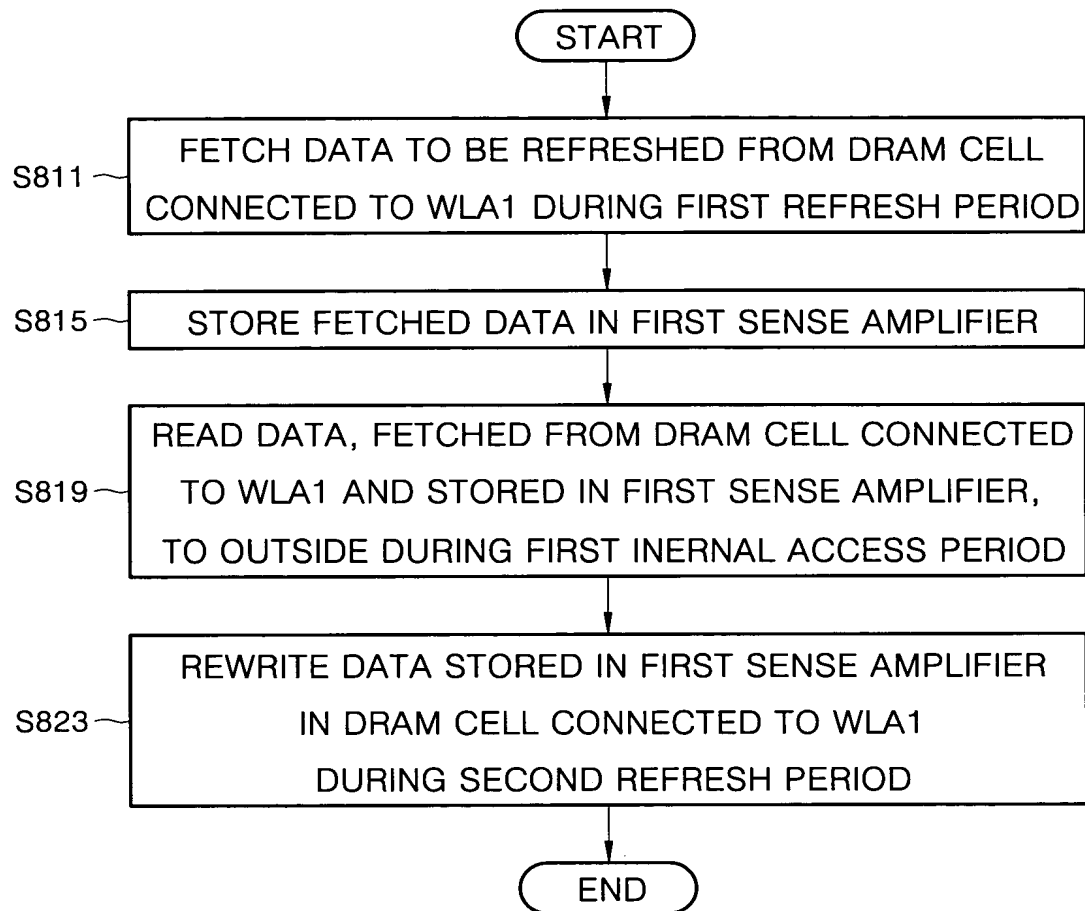 START
S811
FETCH DATA TO BE REFRESHED FROM DRAM CELL
CONNECTED TO WLA1 DURING FIRST REFRESH PERIOD
S815
STORE FETCHED DATA IN FIRST SENSE AMPLIFIER
S819
READ DATA, FETCHED FROM DRAM CELL CONNECTED
TO WLA1 AND STORED IN FIRST SENSE AMPLIFIER,
TO OUTSIDE DURING FIRST INERNAL ACCESS PERIOD
S823
REWRITE DATA STORED IN FIRST SENSE AMPLIFIER
IN DRAM CELL CONNECTED TO WLA1
DURING SECOND REFRESH PERIOD
END